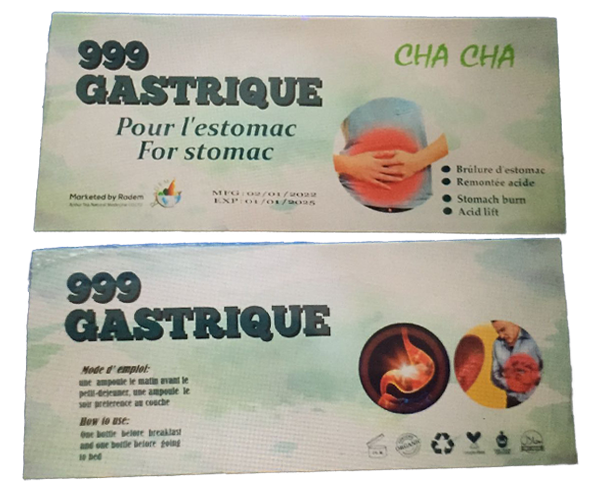 999
GASTRIQUE
CHA CHA
Pour l'estomac
For stomac
Brûlure d'estomac
Remontée acide
Stomach burn
Acid lift
Marketed by Rodem
MFG: 02/01/2022
EXP: 01/01/2025
999
GASTRIQUE
Mode d'emploi:
une ampoule le matin avant le
petit-dejeuner, une ampoule le
soir preference au couche
How to use:
One bottle before breakfast
and one bottle before going
to bed